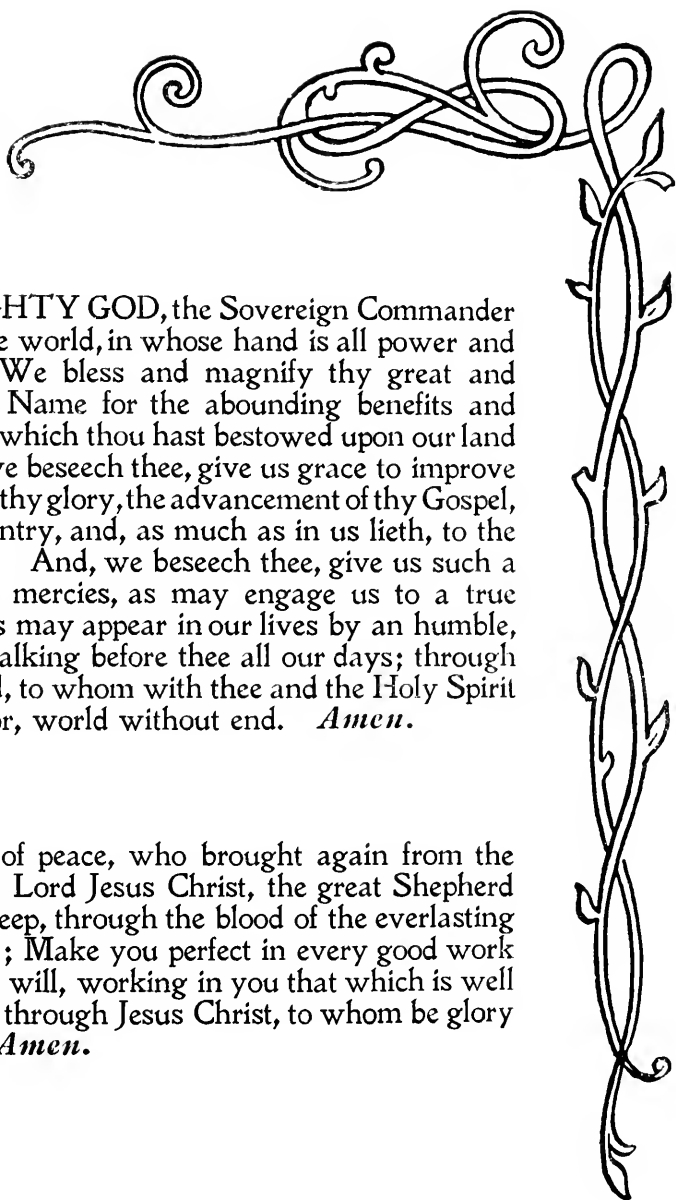 GHTY GOD, the Sovereign Commander
e world, in whose hand is all power and
We bless and magnify thy great and
Name for the abounding benefits and
which thou hast bestowed upon our land
ve beseech thee, give us grace to improve
thy glory, the advancement of thy Gospel,
ntry, and, as much as in us lieth, to the
And, we beseech thee, give us such a
mercies, as may engage us to a true
s may appear in our lives by an humble,
alking before thee all our days; through
l, to whom with thee and the Holy Spirit
or, world without end. Amen.
of peace, who brought again from the
Lord Jesus Christ, the great Shepherd
eep, through the blood of the everlasting
; Make you perfect in every good work
will, working in you that which is well
through Jesus Christ, to whom be glory
Amen.